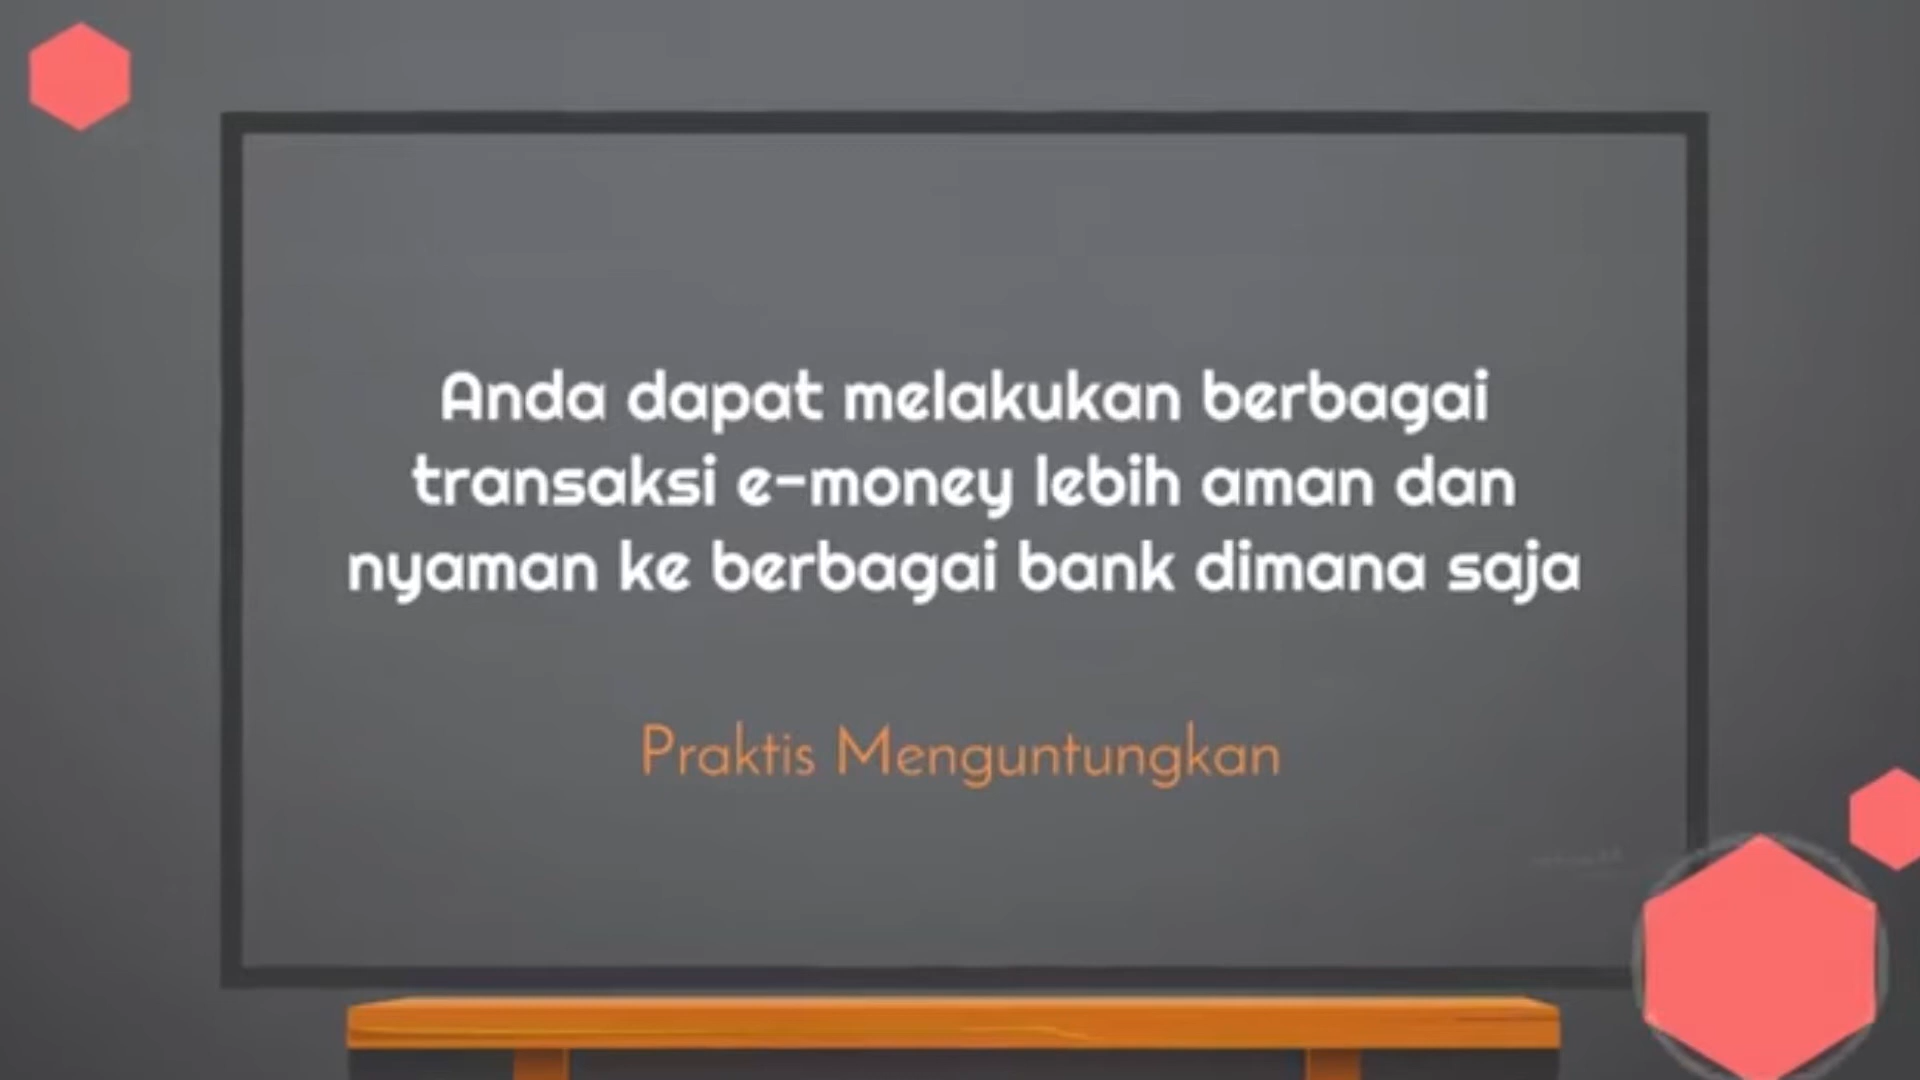 Anda dapat melakukan berbagai
transaksi e-money lebih aman dan
nyaman ke berbagai bank dimana saja
Praktis Menguntungkan